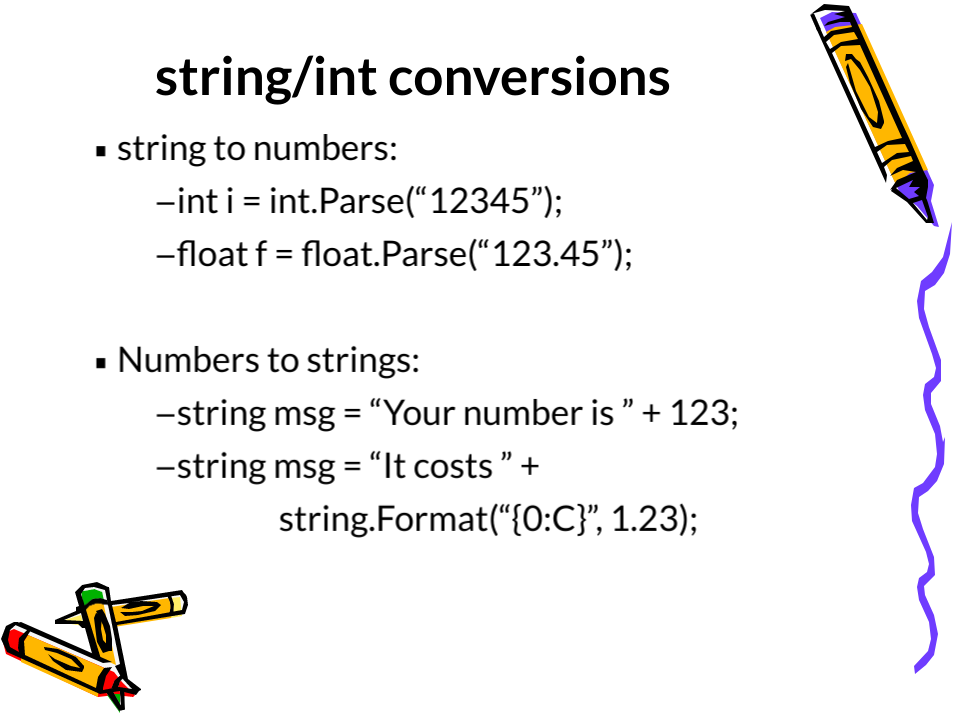 string/int conversions
▪ string to numbers:
–int i = int.Parse(“12345”);
–float f = float.Parse(“123.45”);
▪ Numbers to strings:
–string msg = “Your number is ” + 123;
–string msg = “It costs ” +
string.Format(“{0:C}”, 1.23);